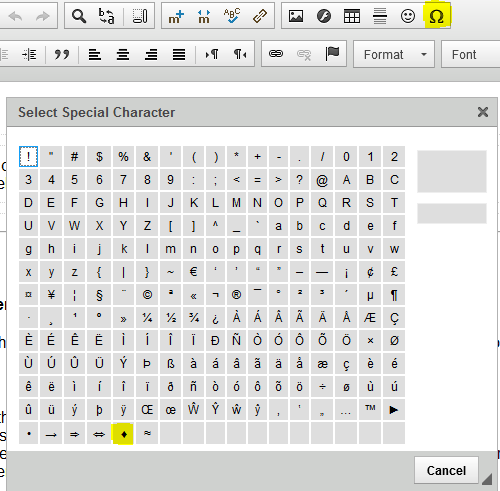 Ω
Format Font
Select Special Character
! " # $ % & ' ( ) * + - . / 0 1 2
3 4 5 6 7 8 9 : ; < = > ? @ A B C
D E F G H I J K L M N O P Q R S T
U V W X Y Z [ ] ^ _ ` a b c d e f
g h i j k l m n o p q r s t u v w
x y z { | } ~ € ‘ ’ “ ” – — ¡ ¢ £
¤ ¥ ¦ § ¨ © ª « ¬ ® ¯ ° ² ³ ´ µ ¶
· ¸ ¹ º » ¼ ½ ¾ ¿ À Á Â Ã Ä Å Æ Ç
È É Ê Ë Ì Í Î Ï Ð Ñ Ò Ó Ô Õ Ö × Ø
Ù Ú Û Ü Ý Þ ß à á â ã ä å æ ç è é
ê ë ì í î ï ð ñ ò ó ô õ ö ÷ ø ù ú
û ü ý þ ÿ Œ œ Ŵ Ŷ ŵ ŷ ‚ ‛ „ … ™ ►
• → ⇒ ⇔ ♦ ≈
Cancel